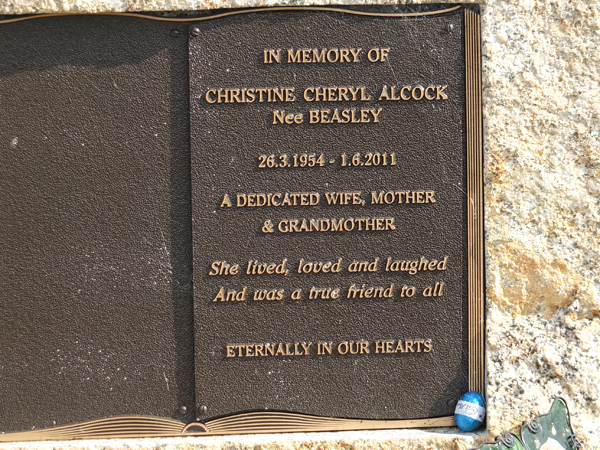 IN MEMORY OF
CHRISTINE CHERYL ALCOCK
Nee BEASLEY
26.3.1954 - 1.6.2011
A DEDICATED WIFE, MOTHER
& GRANDMOTHER
She lived, loved and laughed
And was a true friend to all
ETERNALLY IN OUR HEARTS